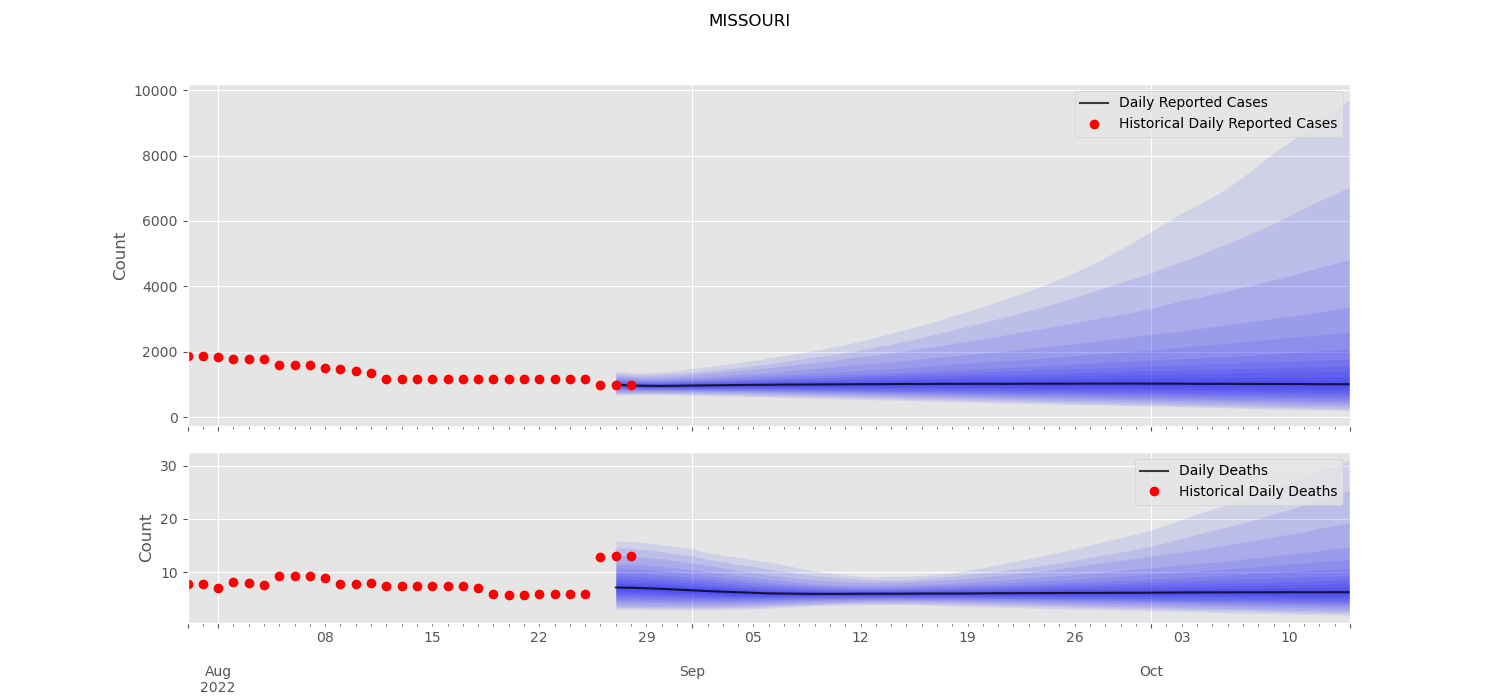 MISSOURI
10000
8000
6000
4000
2000
0
Count
Daily Reported Cases
Historical Daily Reported Cases
30
20
10
Count
Daily Deaths
Historical Daily Deaths
08 15 22 29 05 12 19 26 03 10
Aug Sep Oct
2022